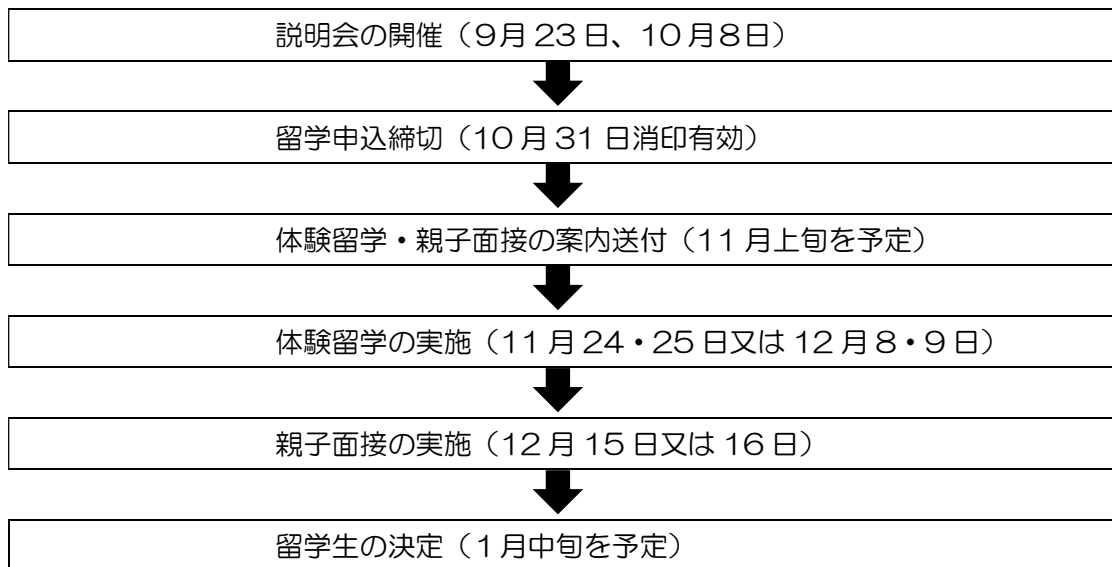 説明会の開催（9月23日、10月8日）
留学申込締切（10月31日消印有効）
体験留学・親子面接の案内送付（11月上旬を予定）
体験留学の実施（11月24・25日又は12月8・9日）
親子面接の実施（12月15日又は16日）
留学生の決定（1月中旬を予定）